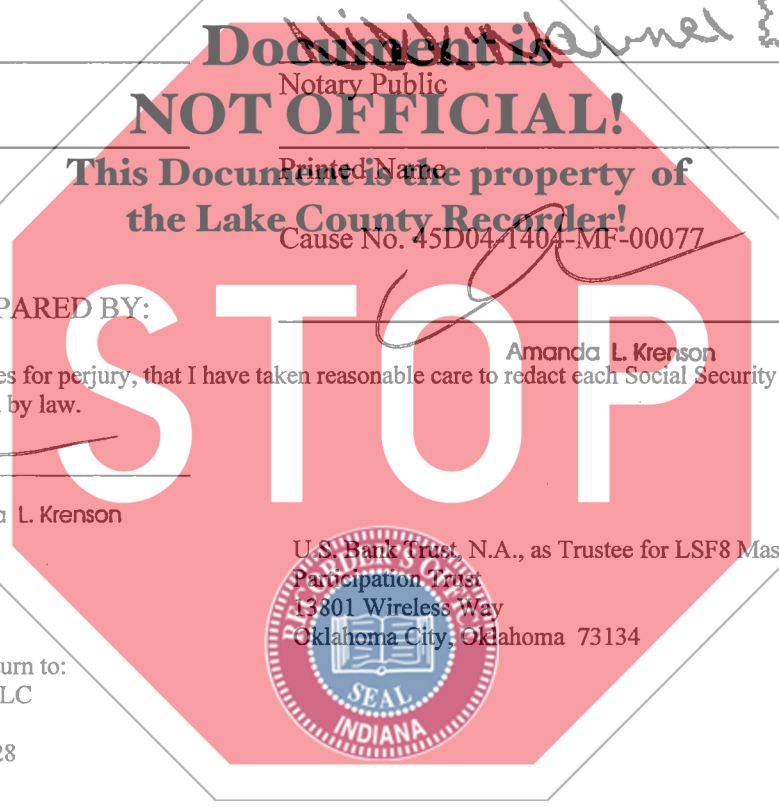 Document is
Notary Public
NOT OFFICIAL!
Printed Name
This Document is the property of
the Lake County Recorder!
Cause No. 45D04-1404-MF-00077
PARED BY:
Amanda L. Krenson
es for perjury, that I have taken reasonable care to redact each Social Security
by law.
STOP
L. Krenson
U.S. Bank Trust, N.A., as Trustee for LSF8 Mas
Participation Trust
13801 Wireless Way
Oklahoma City, Oklahoma 73134
RECORDER'S OFFICE
SEAL
INDIANA
urn to:
LC
28